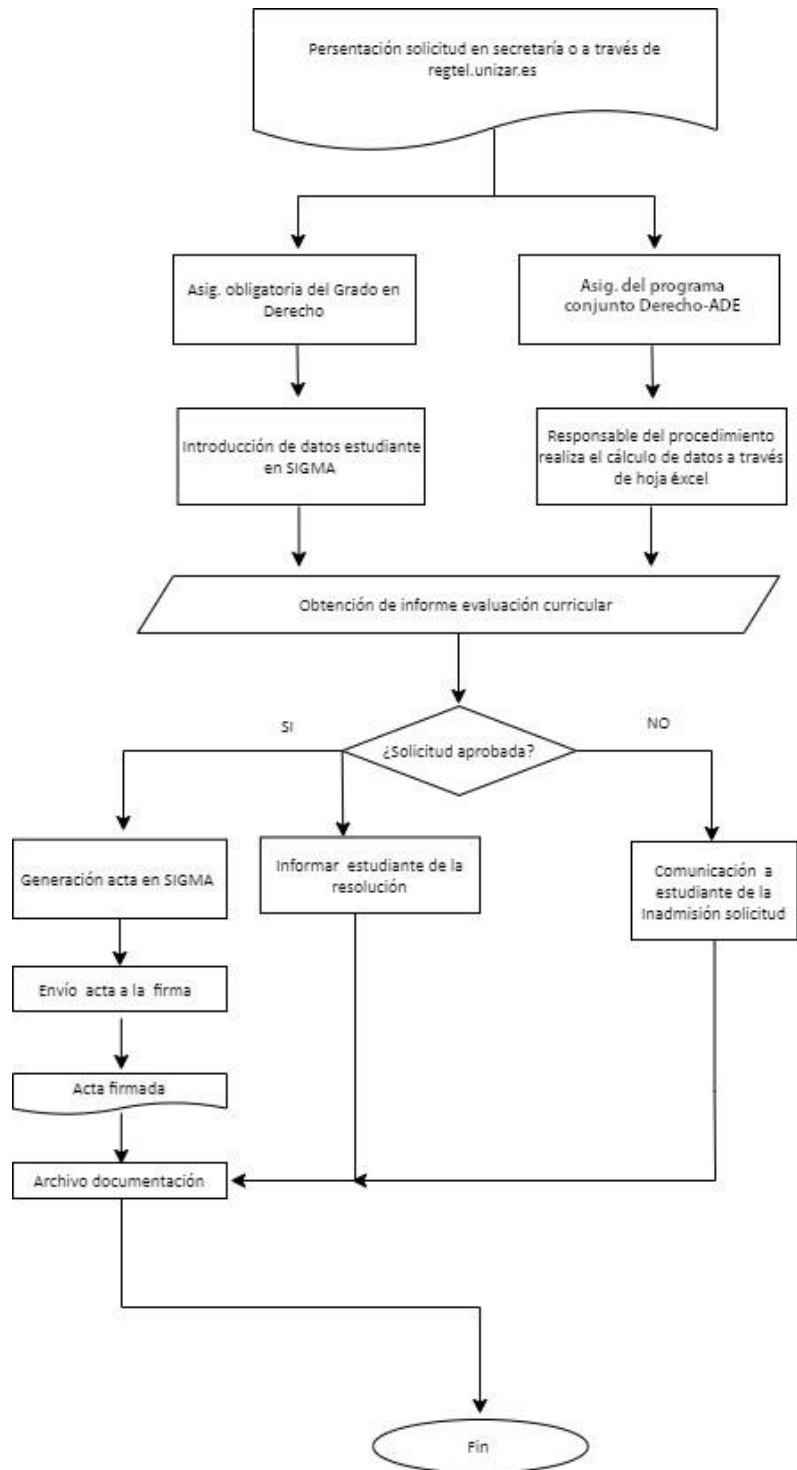 Persentación solicitud en secretaría o a través de
regtel.unizar.es
Asig. obligatoria del Grado en
Derecho
Asig. del programa
conjunto Derecho-ADE
Introducción de datos estudiante
en SIGMA
Responsable del procedimiento
realiza el cálculo de datos a través
de hoja éxcel
Obtención de informe evaluación curricular
SI
NO
¿Solicitud aprobada?
Generación acta en SIGMA
Informar estudiante de la
resolución
Comunicación a
estudiante de la
Inadmisión solicitud
Envío acta a la firma
Acta firmada
Archivo documentación
Fin